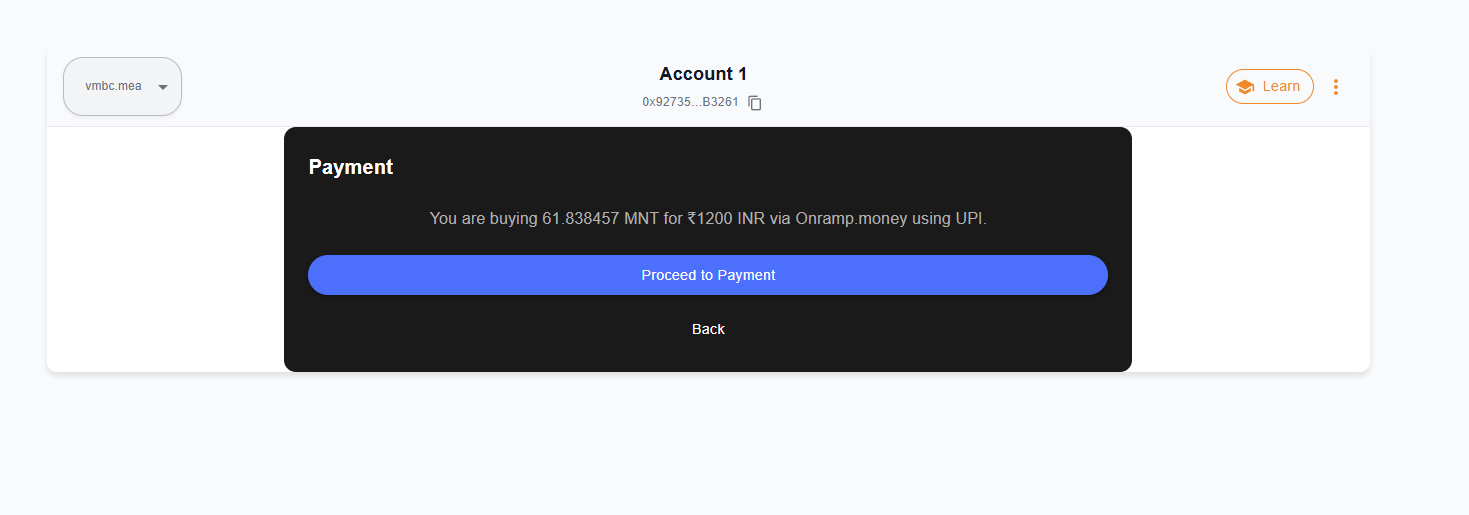 vmbc.mea
Account 1
0x92735...B3261
Learn
Payment
You are buying 61.838457 MNT for ₹1200 INR via Onramp.money using UPI.
Proceed to Payment
Back